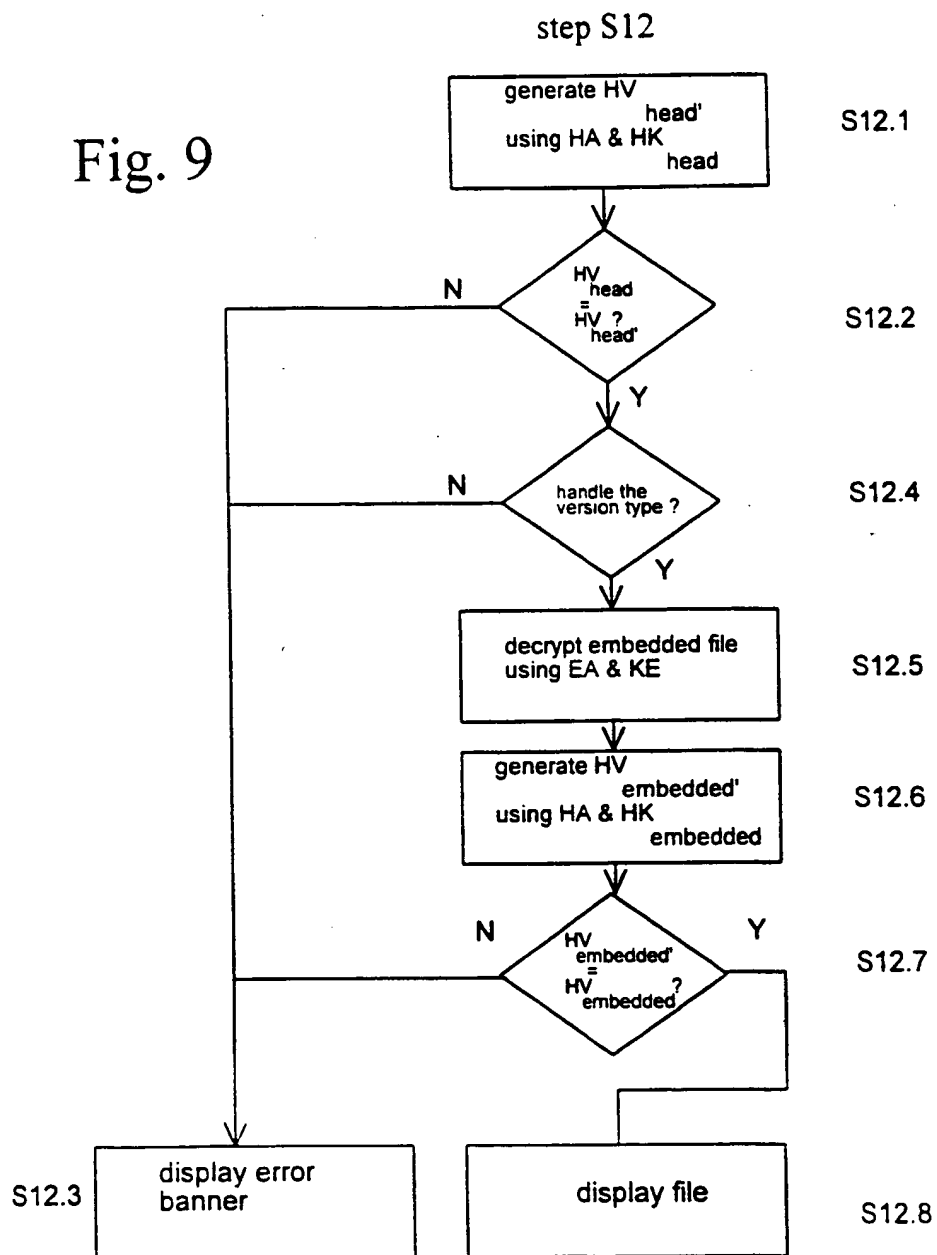 step S12
Fig. 9
generate HV
head'
using HA & HK
head
S12.1
HV
head
=
HV ?
head'
N
S12.2
Y
handle the
version type ?
N
S12.4
Y
decrypt embedded file
using EA & KE
S12.5
generate HV
embedded'
using HA & HK
embedded
S12.6
N
HV
embedded'
=
HV ?
embedded
Y
S12.7
S12.3
display error
banner
display file
S12.8